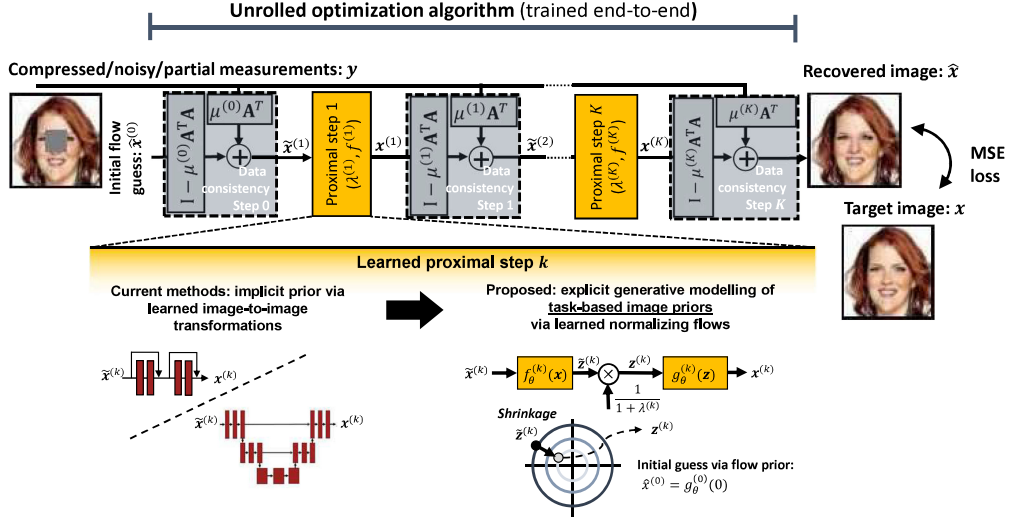 Unrolled optimization algorithm (trained end-to-end)
Compressed/noisy/partial measurements: y
Recovered image: x̂
Initial flow
guess: x̂^(0)
I − μ^(0)A^T A
μ^(0)A^T
+
Data
consistency
Step 0
x̃^(1)
Proximal step 1
(λ^(1), f^(1))
x^(1)
I − μ^(1)A^T A
μ^(1)A^T
+
Data
consistency
Step 1
x̃^(2)
Proximal step K
(λ^(K), f^(K))
x^(K)
I − μ^(K)A^T A
μ^(K)A^T
+
Data
consistency
Step K
MSE
loss
Target image: x
Learned proximal step k
Current methods: implicit prior via
learned image-to-image
transformations
Proposed: explicit generative modelling of
task-based image priors
via learned normalizing flows
x̃^(k)
x^(k)
x̃^(k)
x^(k)
x̃^(k)
f_θ^(k)(x)
z̃^(k)
×
z^(k)
g_θ^(k)(z)
x^(k)
1
1 + λ^(k)
Shrinkage
z̃^(k)
z^(k)
Initial guess via flow prior:
x̂^(0) = g_θ^(0)(0)